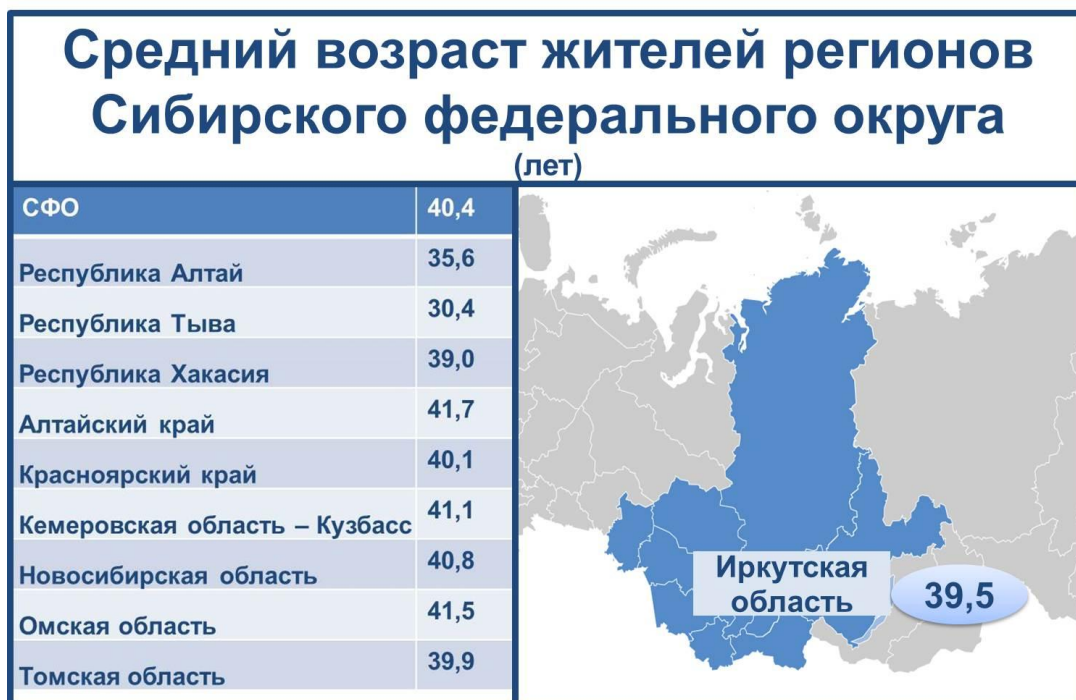 Средний возраст жителей регионов
Сибирского федерального округа
(лет)
СФО 40,4
Республика Алтай 35,6
Республика Тыва 30,4
Республика Хакасия 39,0
Алтайский край 41,7
Красноярский край 40,1
Кемеровская область – Кузбасс 41,1
Новосибирская область 40,8
Омская область 41,5
Томская область 39,9
Иркутская
область
39,5